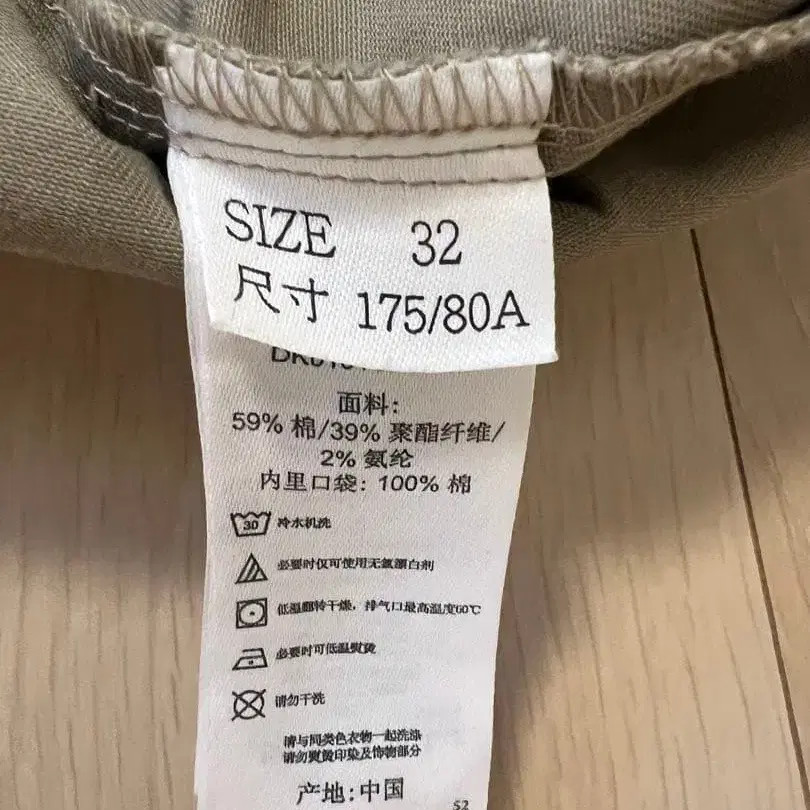 SIZE 32
尺寸 175/80A
面料:
59% 棉/39% 聚酯纤维/
2% 氨纶
内里口袋: 100% 棉
30 冷水机洗
必要时仅可使用无氯漂白剂
低温翻转干燥，排气口最高温度60℃
必要时可低温熨烫
请勿干洗
请与同类色衣物一起洗涤
请勿熨烫印染及饰物部分
产地:中国
52